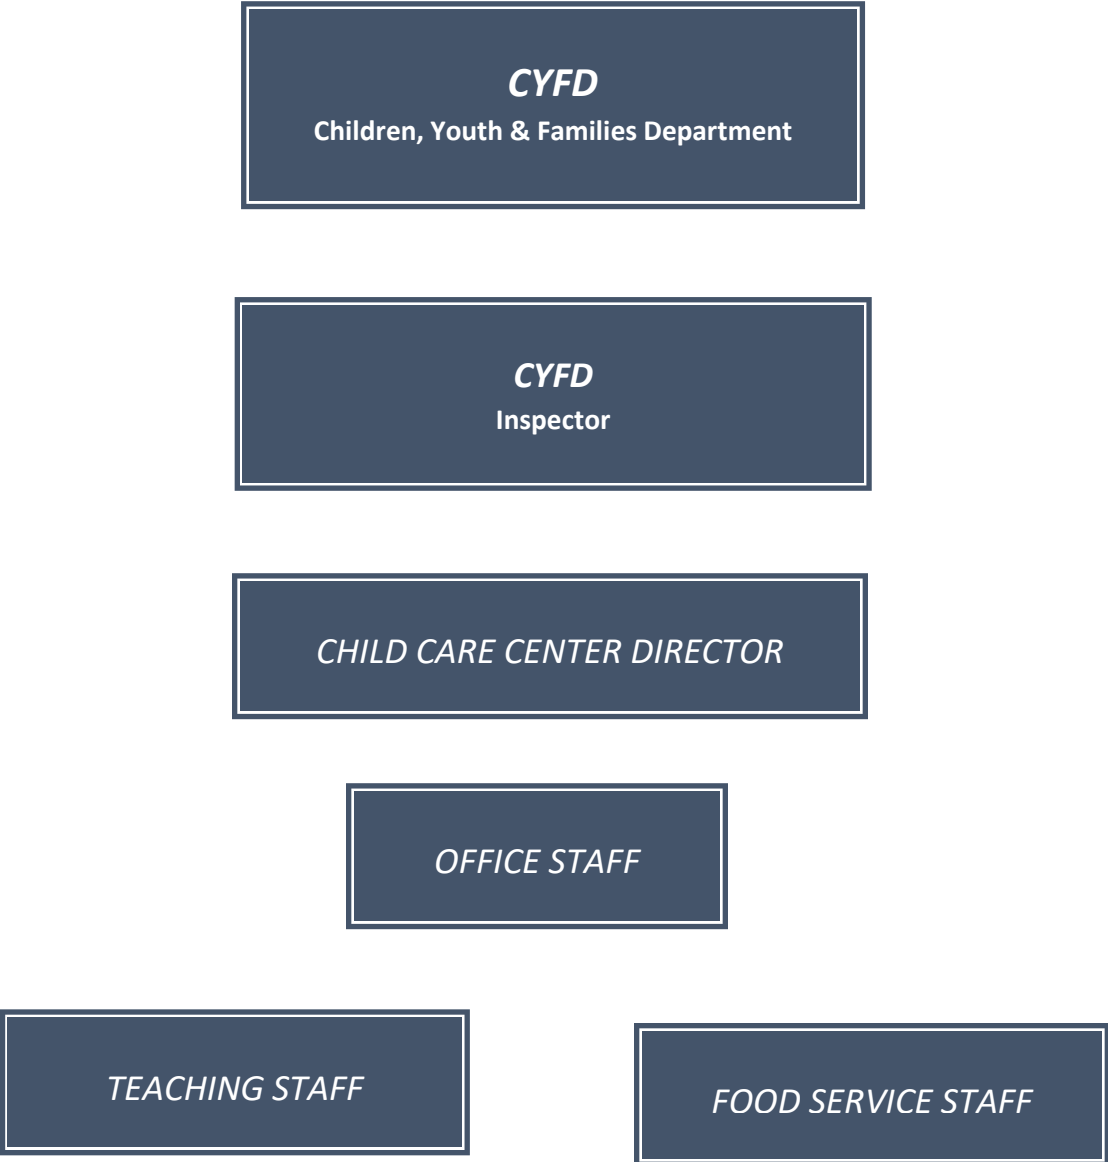 CYFD
Children, Youth & Families Department
CYFD
Inspector
CHILD CARE CENTER DIRECTOR
OFFICE STAFF
TEACHING STAFF
FOOD SERVICE STAFF